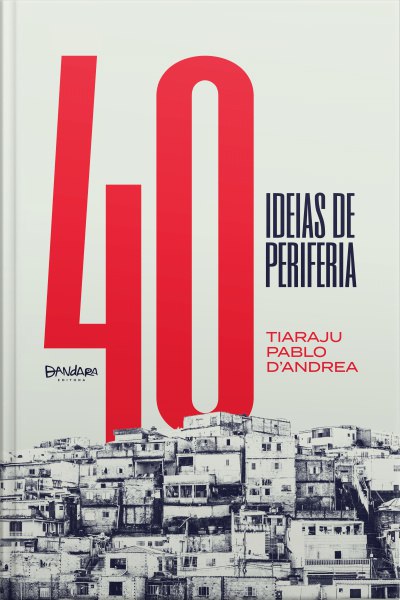 40
IDEIAS DE
PERIFERIA
TIARAJU
PABLO
D'ANDREA
DANDARA
EDITORA